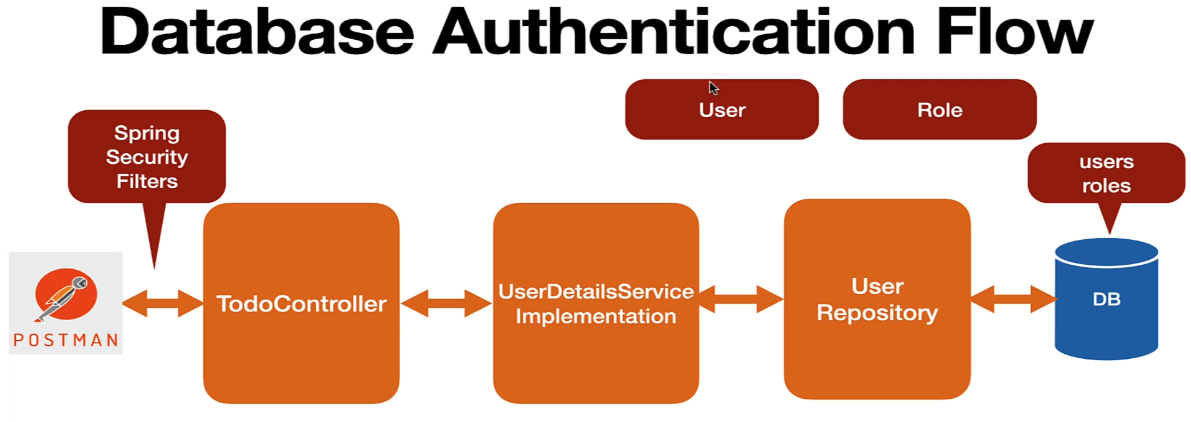 Database Authentication Flow
User
Role
Spring
Security
Filters
users
roles
TodoController
UserDetailsService
Implementation
User
Repository
DB
POSTMAN